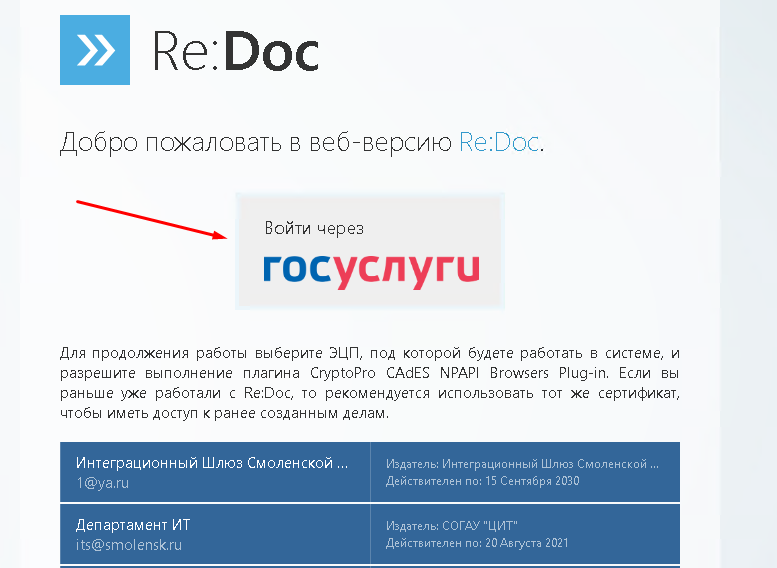 Re:Doc
Добро пожаловать в веб-версию Re:Doc.
Войти через
госуслуги
Для продолжения работы выберите ЭЦП, под которой будете работать в системе, и
разрешите выполнение плагина CryptoPro CAdES NPAPI Browsers Plug-in. Если вы
раньше уже работали с Re:Doc, то рекомендуется использовать тот же сертификат,
чтобы иметь доступ к ранее созданным делам.
Интеграционный Шлюз Смоленской ...
1@ya.ru
Издатель: Интеграционный Шлюз Смоленской ...
Действителен по: 15 Сентября 2030
Департамент ИТ
its@smolensk.ru
Издатель: СОГАУ "ЦИТ"
Действителен по: 20 Августа 2021